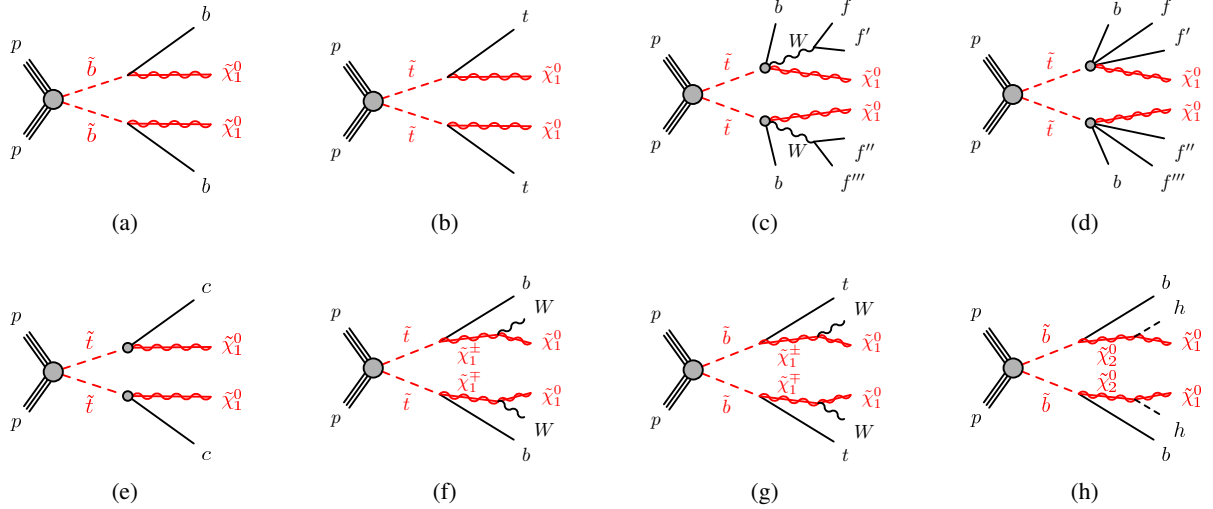 b
p
b̃
χ̃₁⁰
b̃
χ̃₁⁰
p
b
(a)
t
p
t̃
χ̃₁⁰
t̃
χ̃₁⁰
p
t
(b)
b f
W f′
p
t̃
χ̃₁⁰
χ̃₁⁰
t̃
p
W f′′
b f′′′
(c)
b f
f′
p
t̃
χ̃₁⁰
χ̃₁⁰
t̃
p
f′′
b f′′′
(d)
c
p
t̃
χ̃₁⁰
t̃
χ̃₁⁰
p
c
(e)
b
W
p
t̃
χ̃₁⁰
χ̃₁±
χ̃₁∓
t̃
χ̃₁⁰
p
W
b
(f)
t
W
p
b̃
χ̃₁⁰
χ̃₁±
χ̃₁∓
b̃
χ̃₁⁰
p
W
t
(g)
b
h
p
b̃
χ̃₁⁰
χ̃₂⁰
χ̃₂⁰
b̃
χ̃₁⁰
p
h
b
(h)